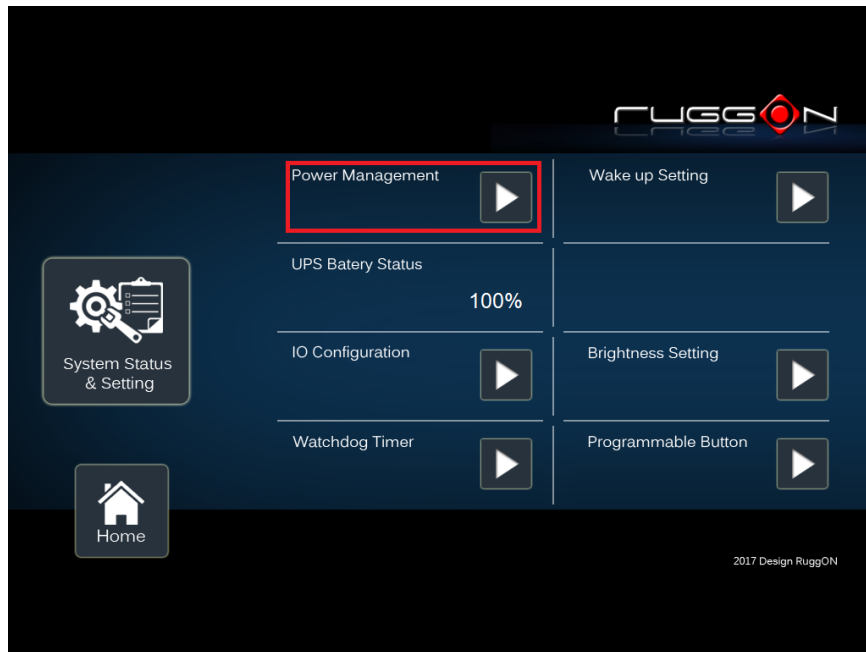 ruggON
Power Management
Wake up Setting
UPS Batery Status
100%
IO Configuration
Brightness Setting
System Status
& Setting
Watchdog Timer
Programmable Button
Home
2017 Design RuggON